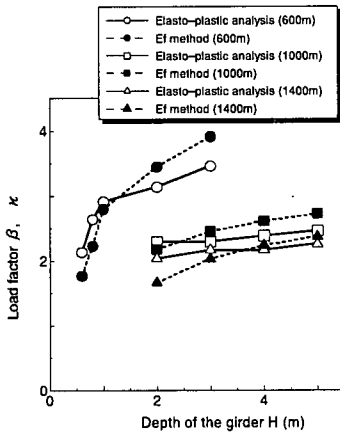 Elasto-plastic analysis (600m)
Ef method (600m)
Elasto-plastic analysis (1000m)
Ef method (1000m)
Elasto-plastic analysis (1400m)
Ef method (1400m)
4
2
0
Load factor β, κ
0
2
4
Depth of the girder H (m)